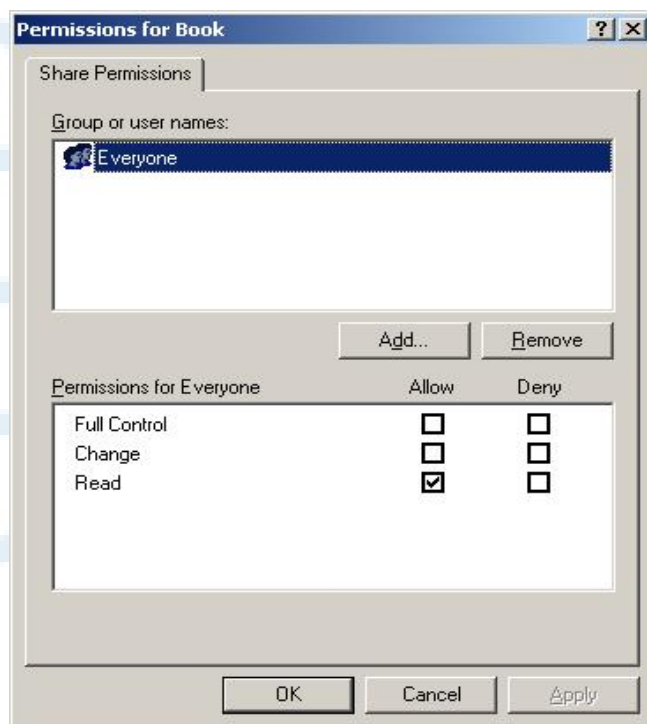 Permissions for Book
Share Permissions
Group or user names:
Everyone
Add... Remove
Permissions for Everyone Allow Deny
Full Control
Change
Read
OK Cancel Apply